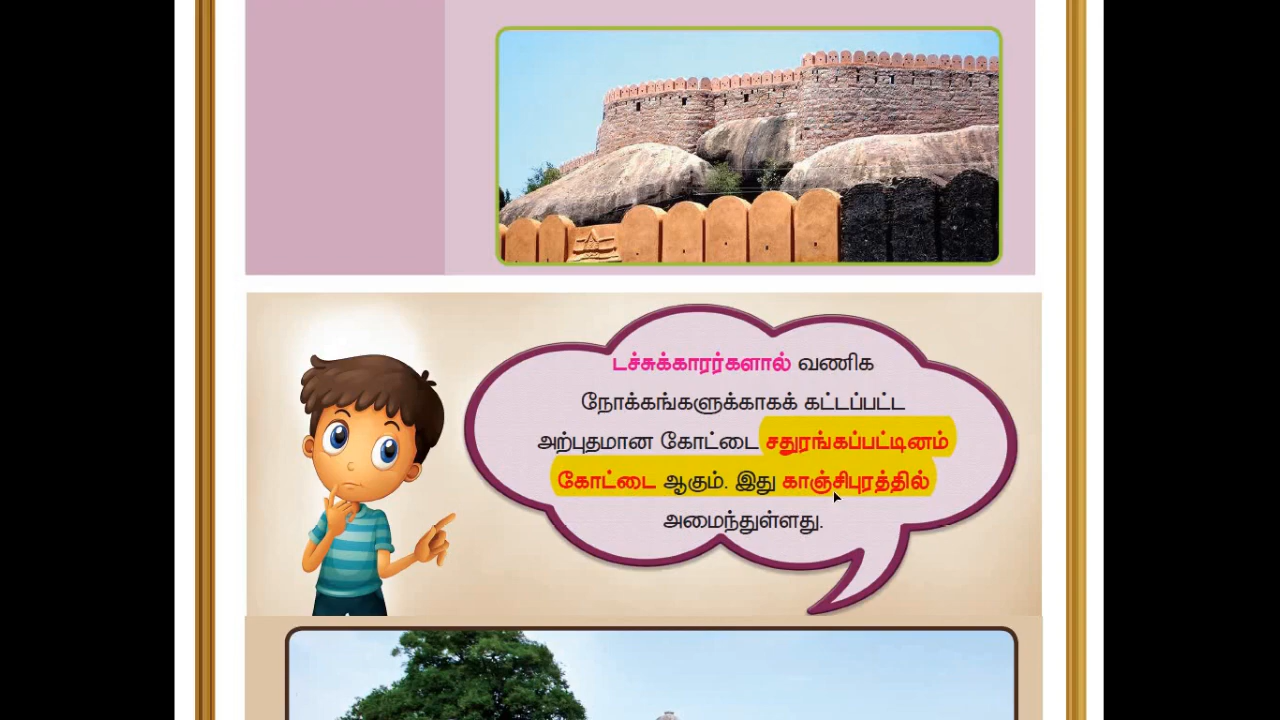 டச்சுக்காரர்களால் வணிக
நோக்கங்களுக்காகக் கட்டப்பட்ட
அற்புதமான கோட்டை சதுரங்கப்பட்டினம்
கோட்டை ஆகும். இது காஞ்சிபுரத்தில்
அமைந்துள்ளது.